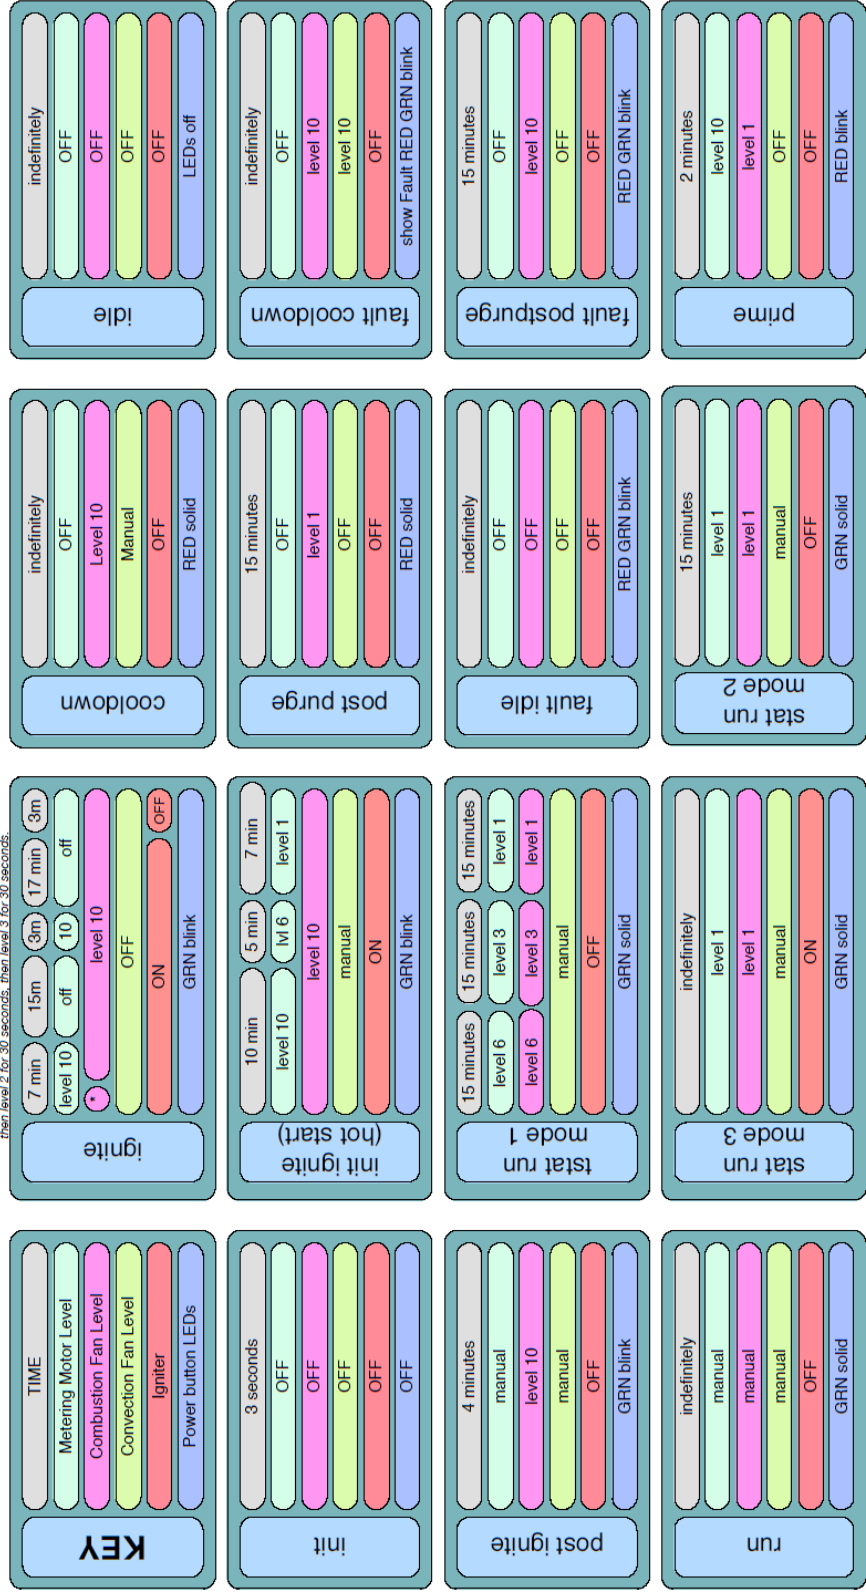 then level 2 for 30 seconds, then level 3 for 30 seconds.
KEY
TIME
Metering Motor Level
Combustion Fan Level
Convection Fan Level
Igniter
Power button LEDs
ignite
7 min 15m 3m 17 min 3m
level 10 off 10 off
* level 10
OFF
ON OFF
GRN blink
cooldown
indefinitely
OFF
Level 10
Manual
OFF
RED solid
idle
indefinitely
OFF
OFF
OFF
OFF
LEDs off
init
3 seconds
OFF
OFF
OFF
OFF
OFF
init ignite
(hot start)
10 min 5 min 7 min
level 10 lvl 6 level 1
level 10
manual
ON
GRN blink
post purge
15 minutes
OFF
level 1
OFF
OFF
RED solid
fault cooldown
indefinitely
OFF
level 10
level 10
OFF
show Fault RED GRN blink
post ignite
4 minutes
manual
level 10
manual
OFF
GRN blink
tstat run
mode 1
15 minutes 15 minutes 15 minutes
level 6 level 3 level 1
level 6 level 3 level 1
manual
OFF
GRN solid
fault idle
indefinitely
OFF
OFF
OFF
OFF
RED GRN blink
fault postpurge
15 minutes
OFF
level 10
OFF
OFF
RED GRN blink
run
indefinitely
manual
manual
manual
OFF
GRN solid
stat run
mode 3
indefinitely
level 1
level 1
manual
ON
GRN solid
stat run
mode 2
15 minutes
level 1
level 1
manual
OFF
GRN solid
prime
2 minutes
level 10
level 1
OFF
OFF
RED blink